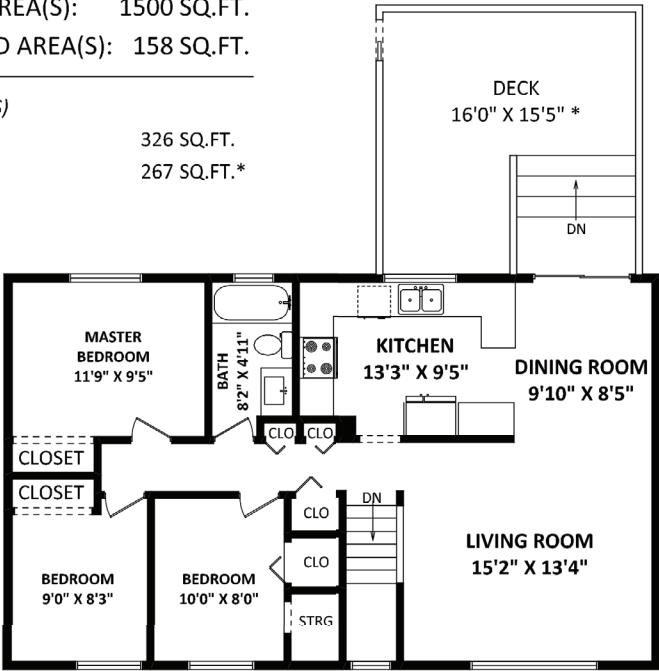 REA(S): 1500 SQ.FT.
D AREA(S): 158 SQ.FT.
S)
326 SQ.FT.
267 SQ.FT.*
DECK
16'0" X 15'5" *
DN
MASTER
BEDROOM
11'9" X 9'5"
BATH
8'2" X 4'11"
KITCHEN
13'3" X 9'5"
DINING ROOM
9'10" X 8'5"
CLOSET
CLO
CLO
CLOSET
CLO
DN
CLO
LIVING ROOM
15'2" X 13'4"
BEDROOM
9'0" X 8'3"
BEDROOM
10'0" X 8'0"
STRG